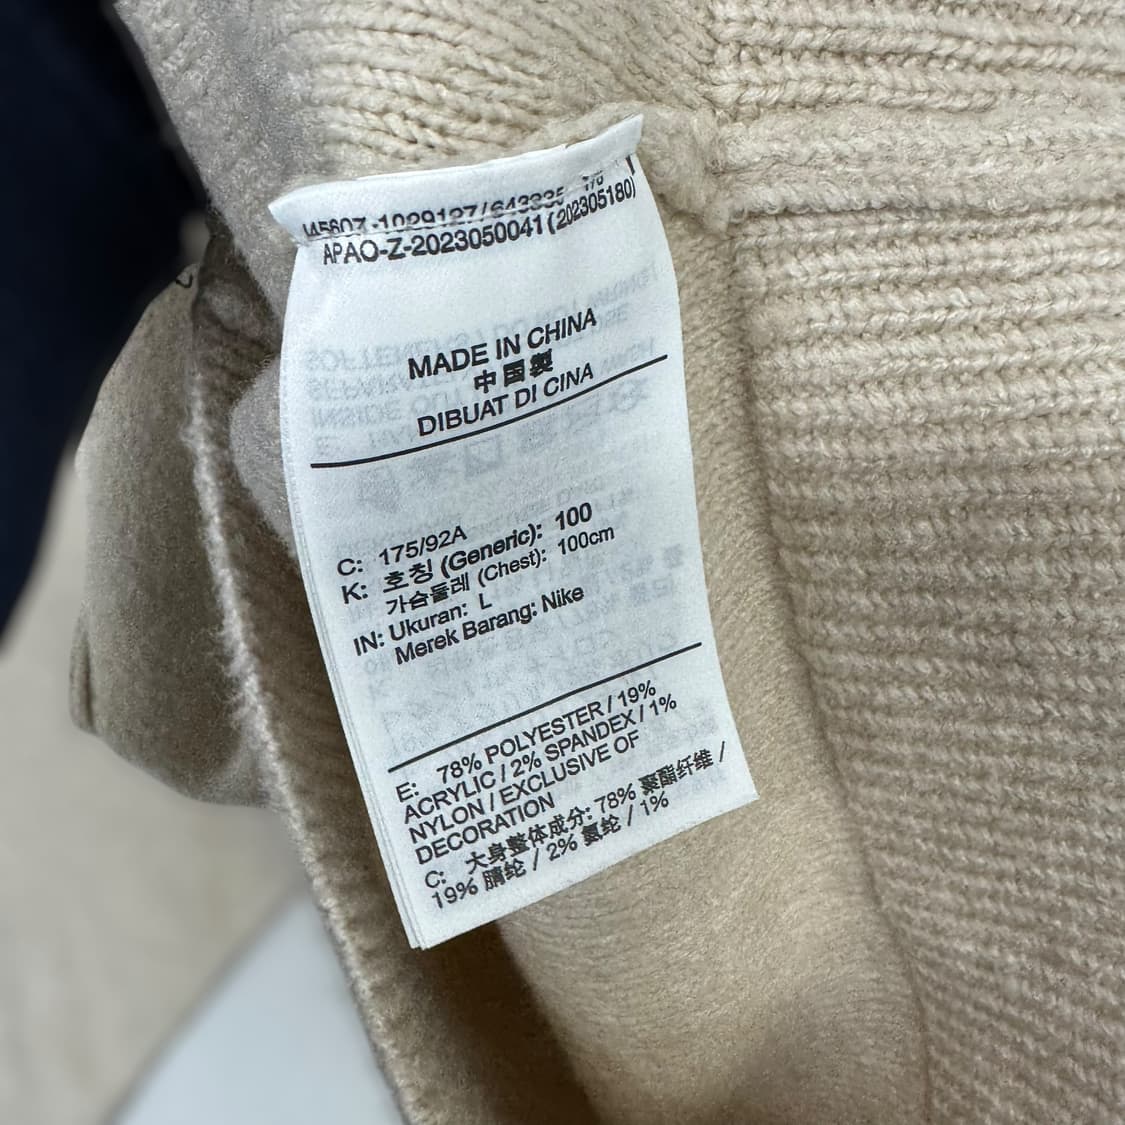 APAO-Z-2023050041(202305180)
MADE IN CHINA
中国製
DIBUAT DI CINA
C: 175/92A
K: 호칭 (Generic): 100
가슴둘레 (Chest): 100cm
IN: Ukuran: L
Merek Barang: Nike
E: 78% POLYESTER / 19%
ACRYLIC / 2% SPANDEX / 1%
NYLON / EXCLUSIVE OF
DECORATION
C: 大身整体成分: 78% 聚酯纤维 /
19% 腈纶 / 2% 氨纶 / 1%